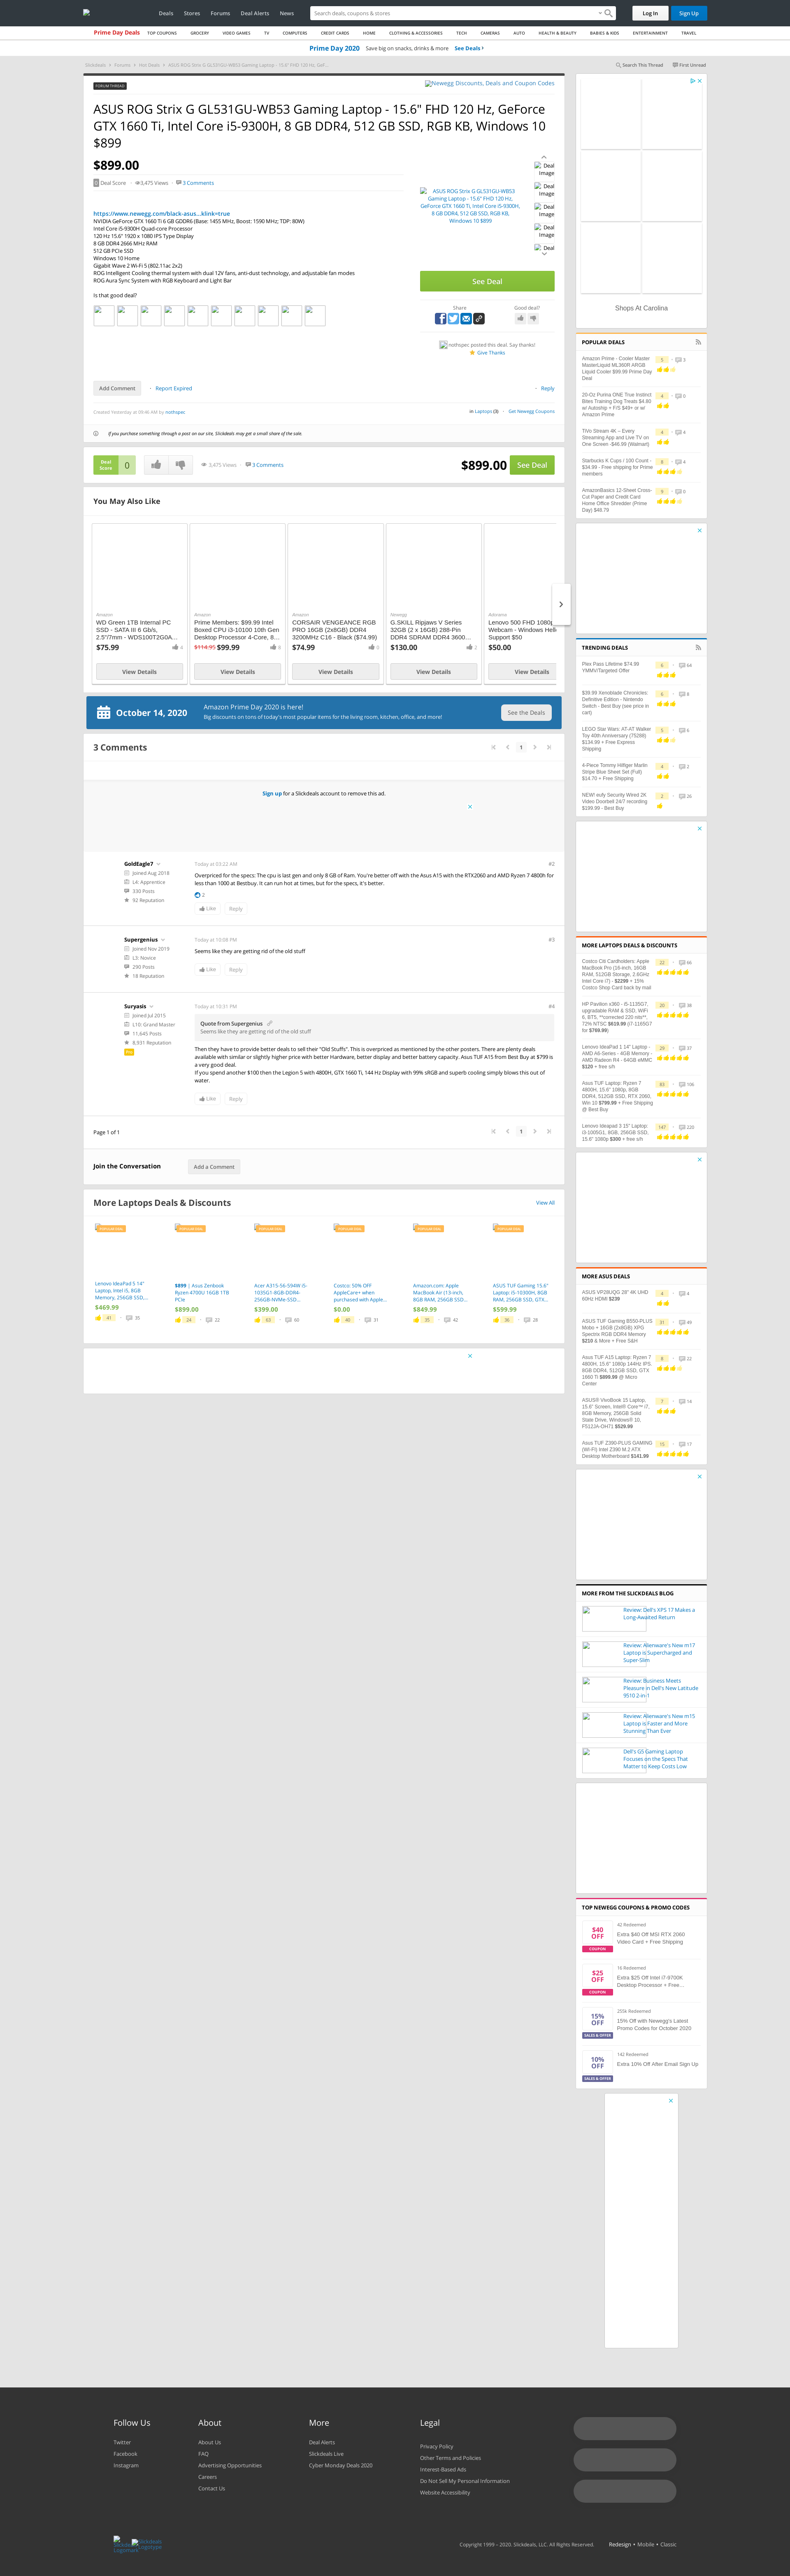 Deals Stores Forums Deal Alerts News
Search deals, coupons & stores
Log In Sign Up
Prime Day Deals TOP COUPONS GROCERY VIDEO GAMES TV COMPUTERS CREDIT CARDS HOME CLOTHING & ACCESSORIES TECH CAMERAS AUTO HEALTH & BEAUTY BABIES & KIDS ENTERTAINMENT TRAVEL
Prime Day 2020 Save big on snacks, drinks & more See Deals
Slickdeals > Forums > Hot Deals > ASUS ROG Strix G GL531GU-WB53 Gaming Laptop - 15.6" FHD 120 Hz, GeF...
Search This Thread First Unread
FORUM THREAD
Newegg Discounts, Deals and Coupon Codes
ASUS ROG Strix G GL531GU-WB53 Gaming Laptop - 15.6" FHD 120 Hz, GeForce
GTX 1660 Ti, Intel Core i5-9300H, 8 GB DDR4, 512 GB SSD, RGB KB, Windows 10
$899
$899.00
0 Deal Score 3,475 Views 3 Comments
https://www.newegg.com/black-asus...klink=true
NVIDIA GeForce GTX 1660 Ti 6 GB GDDR6 (Base: 1455 MHz, Boost: 1590 MHz; TDP: 80W)
Intel Core i5-9300H Quad-core Processor
120 Hz 15.6" 1920 x 1080 IPS Type Display
8 GB DDR4 2666 MHz RAM
512 GB PCIe SSD
Windows 10 Home
Gigabit Wave 2 Wi-Fi 5 (802.11ac 2x2)
ROG Intelligent Cooling thermal system with dual 12V fans, anti-dust technology, and adjustable fan modes
ROG Aura Sync System with RGB Keyboard and Light Bar
Is that good deal?
ASUS ROG Strix G GL531GU-WB53
Gaming Laptop - 15.6" FHD 120 Hz,
GeForce GTX 1660 Ti, Intel Core i5-9300H,
8 GB DDR4, 512 GB SSD, RGB KB,
Windows 10 $899
Deal
Image
Deal
Image
Deal
Image
Deal
Image
Deal
See Deal
Share Good deal?
nothspec posted this deal. Say thanks!
Give Thanks
Add Comment Report Expired Reply
Created Yesterday at 09:46 AM by nothspec
in Laptops (3) Get Newegg Coupons
If you purchase something through a post on our site, Slickdeals may get a small share of the sale.
Deal
Score
0
3,475 Views 3 Comments
$899.00 See Deal
You May Also Like
Amazon
WD Green 1TB Internal PC
SSD - SATA III 6 Gb/s,
2.5"/7mm - WDS100T2G0A...
$75.99
View Details
Amazon
Prime Members: $99.99 Intel
Boxed CPU i3-10100 10th Gen
Desktop Processor 4-Core, 8...
$114.95 $99.99
View Details
Amazon
CORSAIR VENGEANCE RGB
PRO 16GB (2x8GB) DDR4
3200MHz C16 - Black ($74.99)
$74.99
View Details
Newegg
G.SKILL Ripjaws V Series
32GB (2 x 16GB) 288-Pin
DDR4 SDRAM DDR4 3600...
$130.00
View Details
Adorama
Lenovo 500 FHD 1080p
Webcam - Windows Hello
Support $50
$50.00
View Details
October 14, 2020
Amazon Prime Day 2020 is here!
Big discounts on tons of today's most popular items for the living room, kitchen, office, and more!
See the Deals
3 Comments
1
Sign up for a Slickdeals account to remove this ad.
GoldEagle7
Joined Aug 2018
L4: Apprentice
330 Posts
92 Reputation
Today at 03:22 AM #2
Overpriced for the specs: The cpu is last gen and only 8 GB of Ram. You're better off with the Asus A15 with the RTX2060 and AMD Ryzen 7 4800h for
less than 1000 at Bestbuy. It can run hot at times, but for the specs, it's better.
2
Like Reply
Supergenius
Joined Nov 2019
L3: Novice
290 Posts
18 Reputation
Today at 10:08 PM #3
Seems like they are getting rid of the old stuff
Like Reply
Suryasis
Joined Jul 2015
L10: Grand Master
11,645 Posts
8,931 Reputation
Pro
Today at 10:31 PM #4
Quote from Supergenius
Seems like they are getting rid of the old stuff
Then they have to provide better deals to sell their "Old Stuffs". This is overpriced as mentioned by the other posters. There are plenty deals
available with similar or slightly higher price with better Hardware, better display and better battery capacity. Asus TUF A15 from Best Buy at $799 is
a very good deal.
If you spend another $100 then the Legion 5 with 4800H, GTX 1660 Ti, 144 Hz Display with 99% sRGB and superb cooling simply blows this out of
water.
Like Reply
Page 1 of 1
1
Join the Conversation Add a Comment
More Laptops Deals & Discounts View All
POPULAR DEAL
Lenovo IdeaPad 5 14"
Laptop, Intel i5, 8GB
Memory, 256GB SSD,...
$469.99
41 35
POPULAR DEAL
$899 | Asus Zenbook
Ryzen 4700U 16GB 1TB
PCIe
$899.00
24 22
POPULAR DEAL
Acer A315-56-594W i5-
1035G1-8GB-DDR4-
256GB-NVMe-SSD...
$399.00
63 60
POPULAR DEAL
Costco: 50% OFF
AppleCare+ when
purchased with Apple...
$0.00
40 31
POPULAR DEAL
Amazon.com: Apple
MacBook Air (13-inch,
8GB RAM, 256GB SSD...
$849.99
35 42
POPULAR DEAL
ASUS TUF Gaming 15.6"
Laptop: i5-10300H, 8GB
RAM, 256GB SSD, GTX...
$599.99
36 28
Shops At Carolina
POPULAR DEALS
Amazon Prime - Cooler Master
MasterLiquid ML360R ARGB
Liquid Cooler $99.99 Prime Day
Deal
5 3
20-Oz Purina ONE True Instinct
Bites Training Dog Treats $4.80
w/ Autoship + F/S $49+ or w/
Amazon Prime
4 0
TiVo Stream 4K – Every
Streaming App and Live TV on
One Screen -$46.99 (Walmart)
4 4
Starbucks K Cups / 100 Count -
$34.99 - Free shipping for Prime
members
8 4
AmazonBasics 12-Sheet Cross-
Cut Paper and Credit Card
Home Office Shredder (Prime
Day) $48.79
9 0
TRENDING DEALS
Plex Pass Lifetime $74.99
YMMV/Targeted Offer
6 64
$39.99 Xenoblade Chronicles:
Definitive Edition - Nintendo
Switch - Best Buy (see price in
cart)
6 8
LEGO Star Wars: AT-AT Walker
Toy 40th Anniversary (75288)
$134.99 + Free Express
Shipping
5 6
4-Piece Tommy Hilfiger Marlin
Stripe Blue Sheet Set (Full)
$14.70 + Free Shipping
4 2
NEW! eufy Security Wired 2K
Video Doorbell 24/7 recording
$199.99 - Best Buy
2 26
MORE LAPTOPS DEALS & DISCOUNTS
Costco Citi Cardholders: Apple
MacBook Pro (16-inch, 16GB
RAM, 512GB Storage, 2.6GHz
Intel Core i7) - $2299 + 15%
Costco Shop Card back by mail
22 66
HP Pavilion x360 - i5-1135G7,
upgradable RAM & SSD, WiFi
6, BT5, **corrected 220 nits**,
72% NTSC $619.99 (i7-1165G7
for $769.99)
20 38
Lenovo IdeaPad 1 14" Laptop -
AMD A6-Series - 4GB Memory -
AMD Radeon R4 - 64GB eMMC
$120 + free s/h
29 37
Asus TUF Laptop: Ryzen 7
4800H, 15.6" 1080p, 8GB
DDR4, 512GB SSD, RTX 2060,
Win 10 $799.99 + Free Shipping
@ Best Buy
83 106
Lenovo Ideapad 3 15" Laptop:
i3-1005G1, 8GB, 256GB SSD,
15.6" 1080p $300 + free s/h
147 220
MORE ASUS DEALS
ASUS VP28UQG 28" 4K UHD
60Hz HDMI $239
4 4
ASUS TUF Gaming B550-PLUS
Mobo + 16GB (2x8GB) XPG
Spectrix RGB DDR4 Memory
$210 & More + Free S&H
31 49
Asus TUF A15 Laptop: Ryzen 7
4800H, 15.6" 1080p 144Hz IPS,
8GB DDR4, 512GB SSD, GTX
1660 Ti $899.99 @ Micro
Center
8 22
ASUS® VivoBook 15 Laptop,
15.6" Screen, Intel® Core™ i7,
8GB Memory, 256GB Solid
State Drive, Windows® 10,
F512JA-OH71 $529.99
7 14
Asus TUF Z390-PLUS GAMING
(Wi-Fi) Intel Z390 M.2 ATX
Desktop Motherboard $141.99
15 17
MORE FROM THE SLICKDEALS BLOG
Review: Dell's XPS 17 Makes a
Long-Awaited Return
Review: Alienware's New m17
Laptop is Supercharged and
Super-Slim
Review: Business Meets
Pleasure in Dell's New Latitude
9510 2-in-1
Review: Alienware's New m15
Laptop is Faster and More
Stunning Than Ever
Dell's G5 Gaming Laptop
Focuses on the Specs That
Matter to Keep Costs Low
TOP NEWEGG COUPONS & PROMO CODES
$40
OFF
COUPON
42 Redeemed
Extra $40 Off MSI RTX 2060
Video Card + Free Shipping
$25
OFF
COUPON
16 Redeemed
Extra $25 Off Intel i7-9700K
Desktop Processor + Free...
15%
OFF
SALES & OFFER
2556 Redeemed
15% Off with Newegg's Latest
Promo Codes for October 2020
10%
OFF
SALES & OFFER
142 Redeemed
Extra 10% Off After Email Sign Up
Follow Us
Twitter
Facebook
Instagram
About
About Us
FAQ
Advertising Opportunities
Careers
Contact Us
More
Deal Alerts
Slickdeals Live
Cyber Monday Deals 2020
Legal
Privacy Policy
Other Terms and Policies
Interest-Based Ads
Do Not Sell My Personal Information
Website Accessibility
Slickdeals
Logotype
Copyright 1999 – 2020. Slickdeals, LLC. All Rights Reserved. Redesign • Mobile • Classic